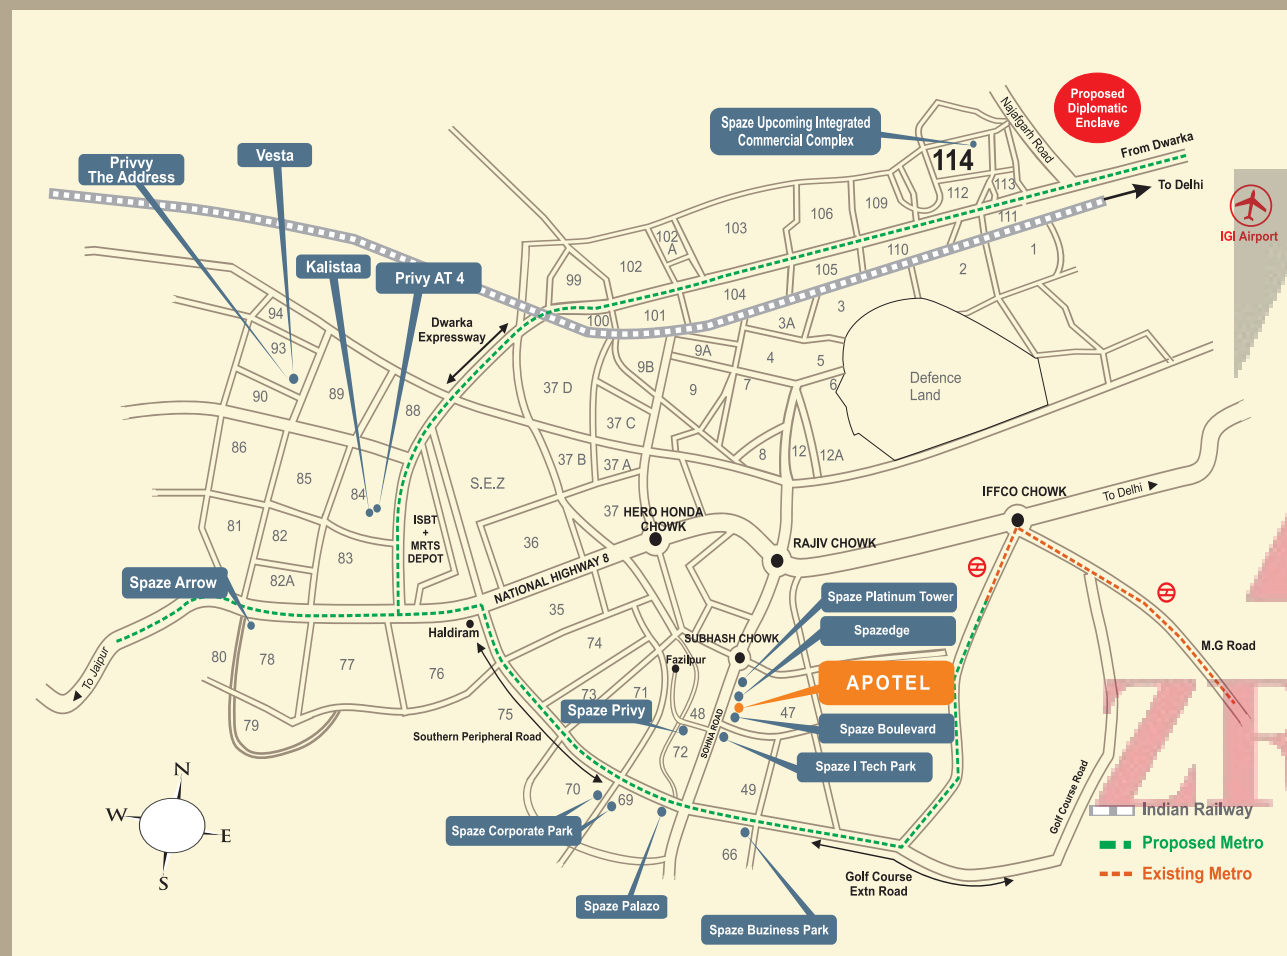 Proposed
Diplomatic
Enclave
Najafgarh Road
Spaze Upcoming Integrated
Commercial Complex
114
From Dwarka
To Delhi
IGI Airport
Privvy
The Address
Vesta
Kalistaa
Privy AT 4
Dwarka
Expressway
113
112
111
109
106
103
102
A
102
99
110
105
104
101
100
1
2
3
3A
4
5
6
7
8
9
9A
9B
12
12A
Defence
Land
94
93
90
89
88
86
85
84
81
82
82A
83
37 D
37 C
37 B
37 A
37
S.E.Z
36
35
ISBT
+
MRTS
DEPOT
HERO HONDA
CHOWK
NATIONAL HIGHWAY 8
RAJIV CHOWK
IFFCO CHOWK
To Delhi
Spaze Arrow
Haldiram
To Jaipur
80
79
78
77
76
75
74
73
71
72
70
69
48
47
49
66
Fazilpur
SUBHASH CHOWK
SOHNA ROAD
Spaze Platinum Tower
Spazedge
APOTEL
Spaze Boulevard
Spaze I Tech Park
Spaze Privy
Southern Peripheral Road
Spaze Corporate Park
Spaze Palazo
Spaze Buziness Park
Golf Course
Extn Road
Golf Course Road
M.G Road
N
W
E
S
Indian Railway
Proposed Metro
Existing Metro